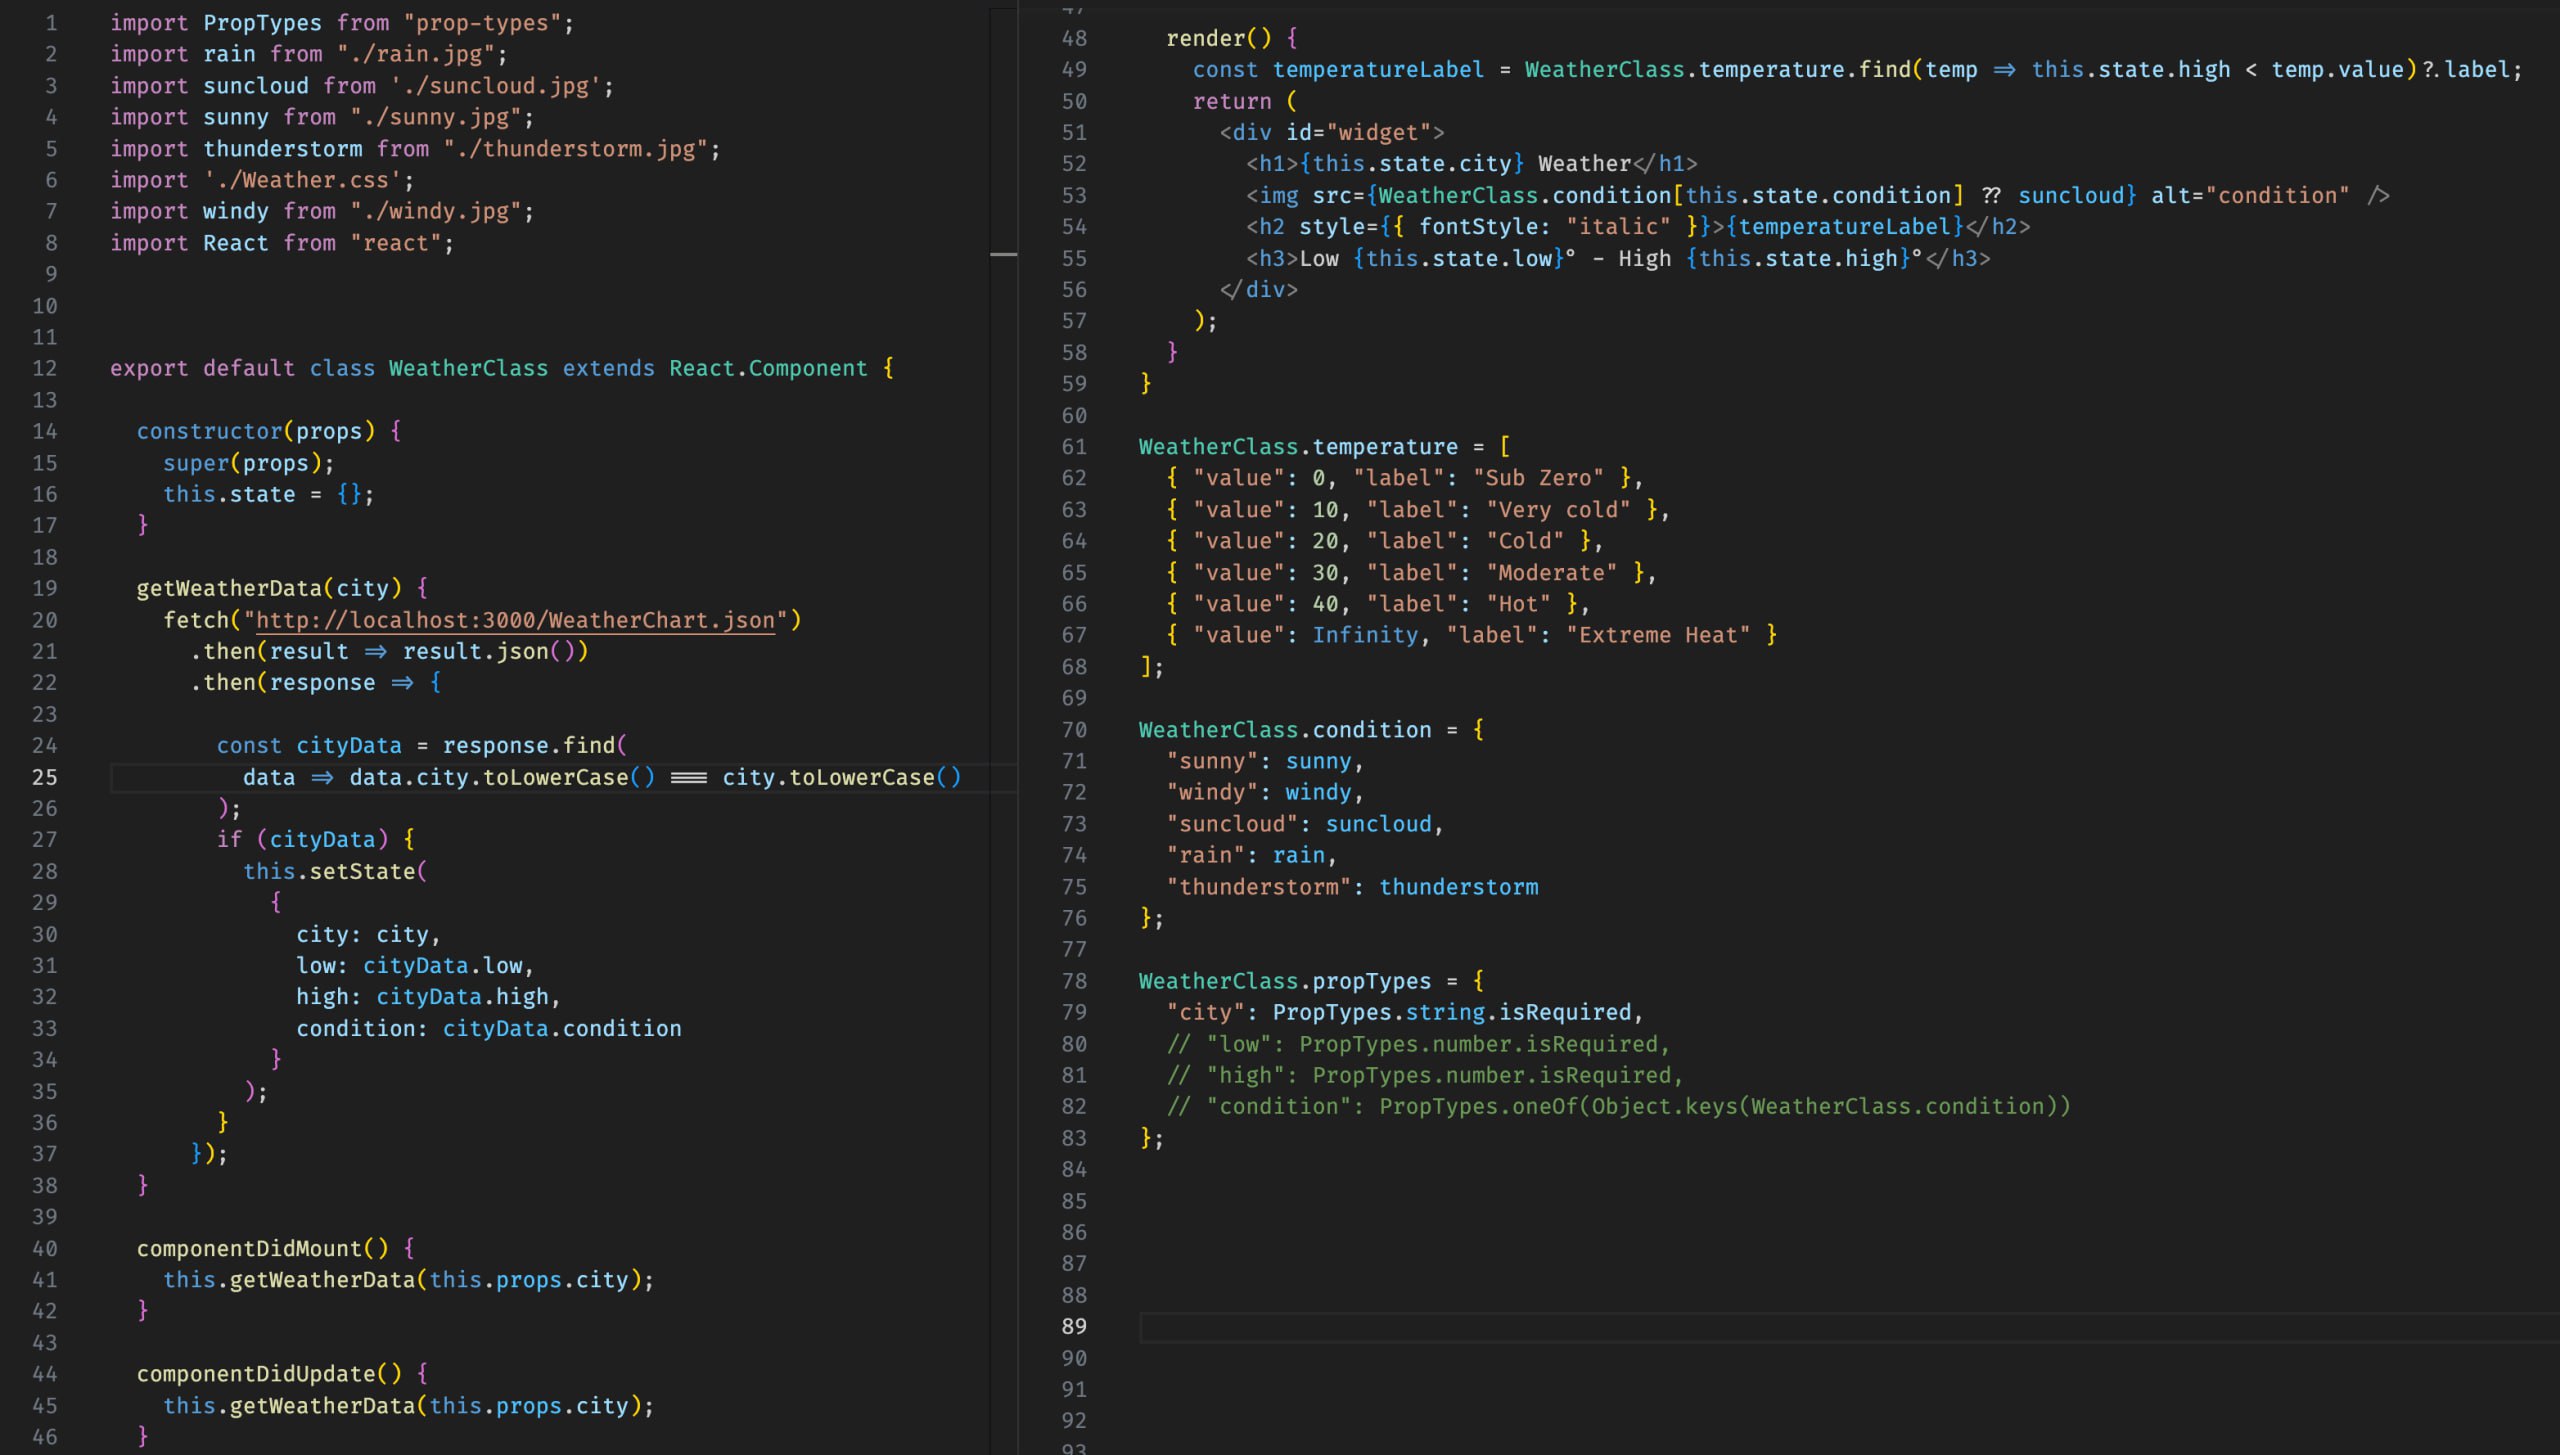 1 import PropTypes from "prop-types";
2 import rain from "./rain.jpg";
3 import suncloud from './suncloud.jpg';
4 import sunny from "./sunny.jpg";
5 import thunderstorm from "./thunderstorm.jpg";
6 import './Weather.css';
7 import windy from "./windy.jpg";
8 import React from "react";
9
10
11
12 export default class WeatherClass extends React.Component {
13
14   constructor(props) {
15     super(props);
16     this.state = {};
17   }
18
19   getWeatherData(city) {
20     fetch("http://localhost:3000/WeatherChart.json")
21       .then(result => result.json())
22       .then(response => {
23
24         const cityData = response.find(
25           data => data.city.toLowerCase() === city.toLowerCase()
26         );
27         if (cityData) {
28           this.setState(
29             {
30               city: city,
31               low: cityData.low,
32               high: cityData.high,
33               condition: cityData.condition
34             }
35           );
36         }
37       });
38   }
39
40   componentDidMount() {
41     this.getWeatherData(this.props.city);
42   }
43
44   componentDidUpdate() {
45     this.getWeatherData(this.props.city);
46   }
47
48   render() {
49     const temperatureLabel = WeatherClass.temperature.find(temp => this.state.high < temp.value)?.label;
50     return (
51       <div id="widget">
52         <h1>{this.state.city} Weather</h1>
53         <img src={WeatherClass.condition[this.state.condition] ?? suncloud} alt="condition" />
54         <h2 style={{ fontStyle: "italic" }}>{temperatureLabel}</h2>
55         <h3>Low {this.state.low}° - High {this.state.high}°</h3>
56       </div>
57     );
58   }
59 }
60
61 WeatherClass.temperature = [
62   { "value": 0, "label": "Sub Zero" },
63   { "value": 10, "label": "Very cold" },
64   { "value": 20, "label": "Cold" },
65   { "value": 30, "label": "Moderate" },
66   { "value": 40, "label": "Hot" },
67   { "value": Infinity, "label": "Extreme Heat" }
68 ];
69
70 WeatherClass.condition = {
71   "sunny": sunny,
72   "windy": windy,
73   "suncloud": suncloud,
74   "rain": rain,
75   "thunderstorm": thunderstorm
76 };
77
78 WeatherClass.propTypes = {
79   "city": PropTypes.string.isRequired,
80   // "low": PropTypes.number.isRequired,
81   // "high": PropTypes.number.isRequired,
82   // "condition": PropTypes.oneOf(Object.keys(WeatherClass.condition))
83 };
84
85
86
87
88
89
90
91
92
93